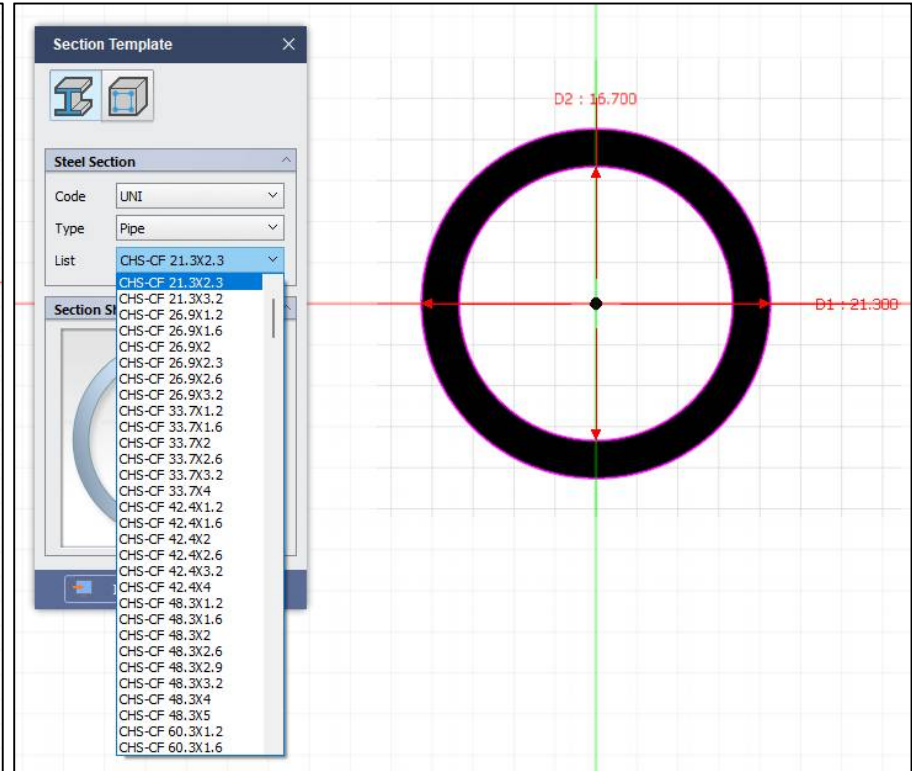 Section Template
Steel Section
Code UNI
Type Pipe
List CHS-CF 21.3X2.3
CHS-CF 21.3X2.3
CHS-CF 21.3X3.2
CHS-CF 26.9X1.2
CHS-CF 26.9X1.6
CHS-CF 26.9X2
CHS-CF 26.9X2.3
CHS-CF 26.9X2.6
CHS-CF 26.9X3.2
CHS-CF 33.7X1.2
CHS-CF 33.7X1.6
CHS-CF 33.7X2
CHS-CF 33.7X2.6
CHS-CF 33.7X3.2
CHS-CF 33.7X4
CHS-CF 42.4X1.2
CHS-CF 42.4X1.6
CHS-CF 42.4X2
CHS-CF 42.4X2.6
CHS-CF 42.4X3.2
CHS-CF 42.4X4
CHS-CF 48.3X1.2
CHS-CF 48.3X1.6
CHS-CF 48.3X2
CHS-CF 48.3X2.6
CHS-CF 48.3X2.9
CHS-CF 48.3X3.2
CHS-CF 48.3X4
CHS-CF 48.3X5
CHS-CF 60.3X1.2
CHS-CF 60.3X1.6
Section
D2 : 16.700
D1 : 21.300